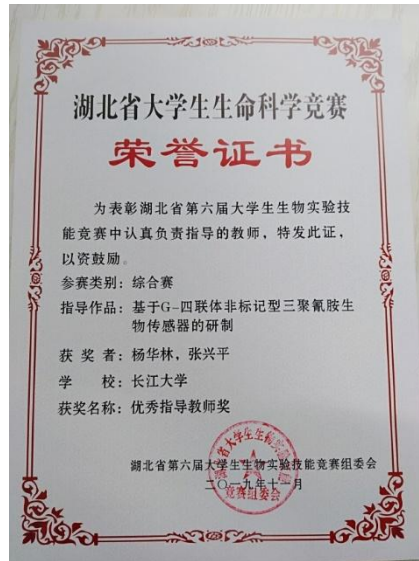 湖北省大学生生命科学竞赛
荣誉证书
为表彰湖北省第六届大学生生物实验技
能竞赛中认真负责指导的教师，特发此证，
以资鼓励。
参赛类别：综合赛
指导作品：基于G-四联体非标记型三聚氰胺生
物传感器的研制
获 奖 者：杨华林，张兴平
学 校：长江大学
获奖名称：优秀指导教师奖
湖北省第六届大学生生物实验技能竞赛组委会
二〇一九年十一月
竞赛组委会